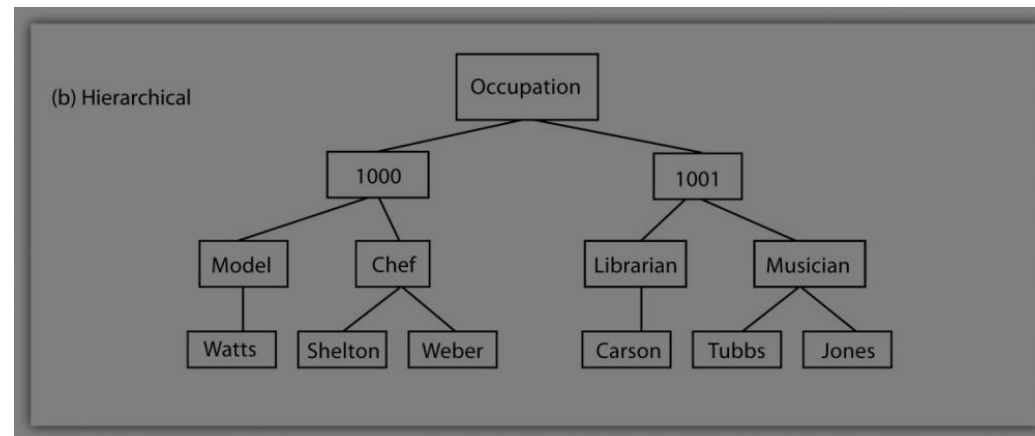 (b) Hierarchical
Occupation
1000
1001
Model
Chef
Librarian
Musician
Watts
Shelton
Weber
Carson
Tubbs
Jones